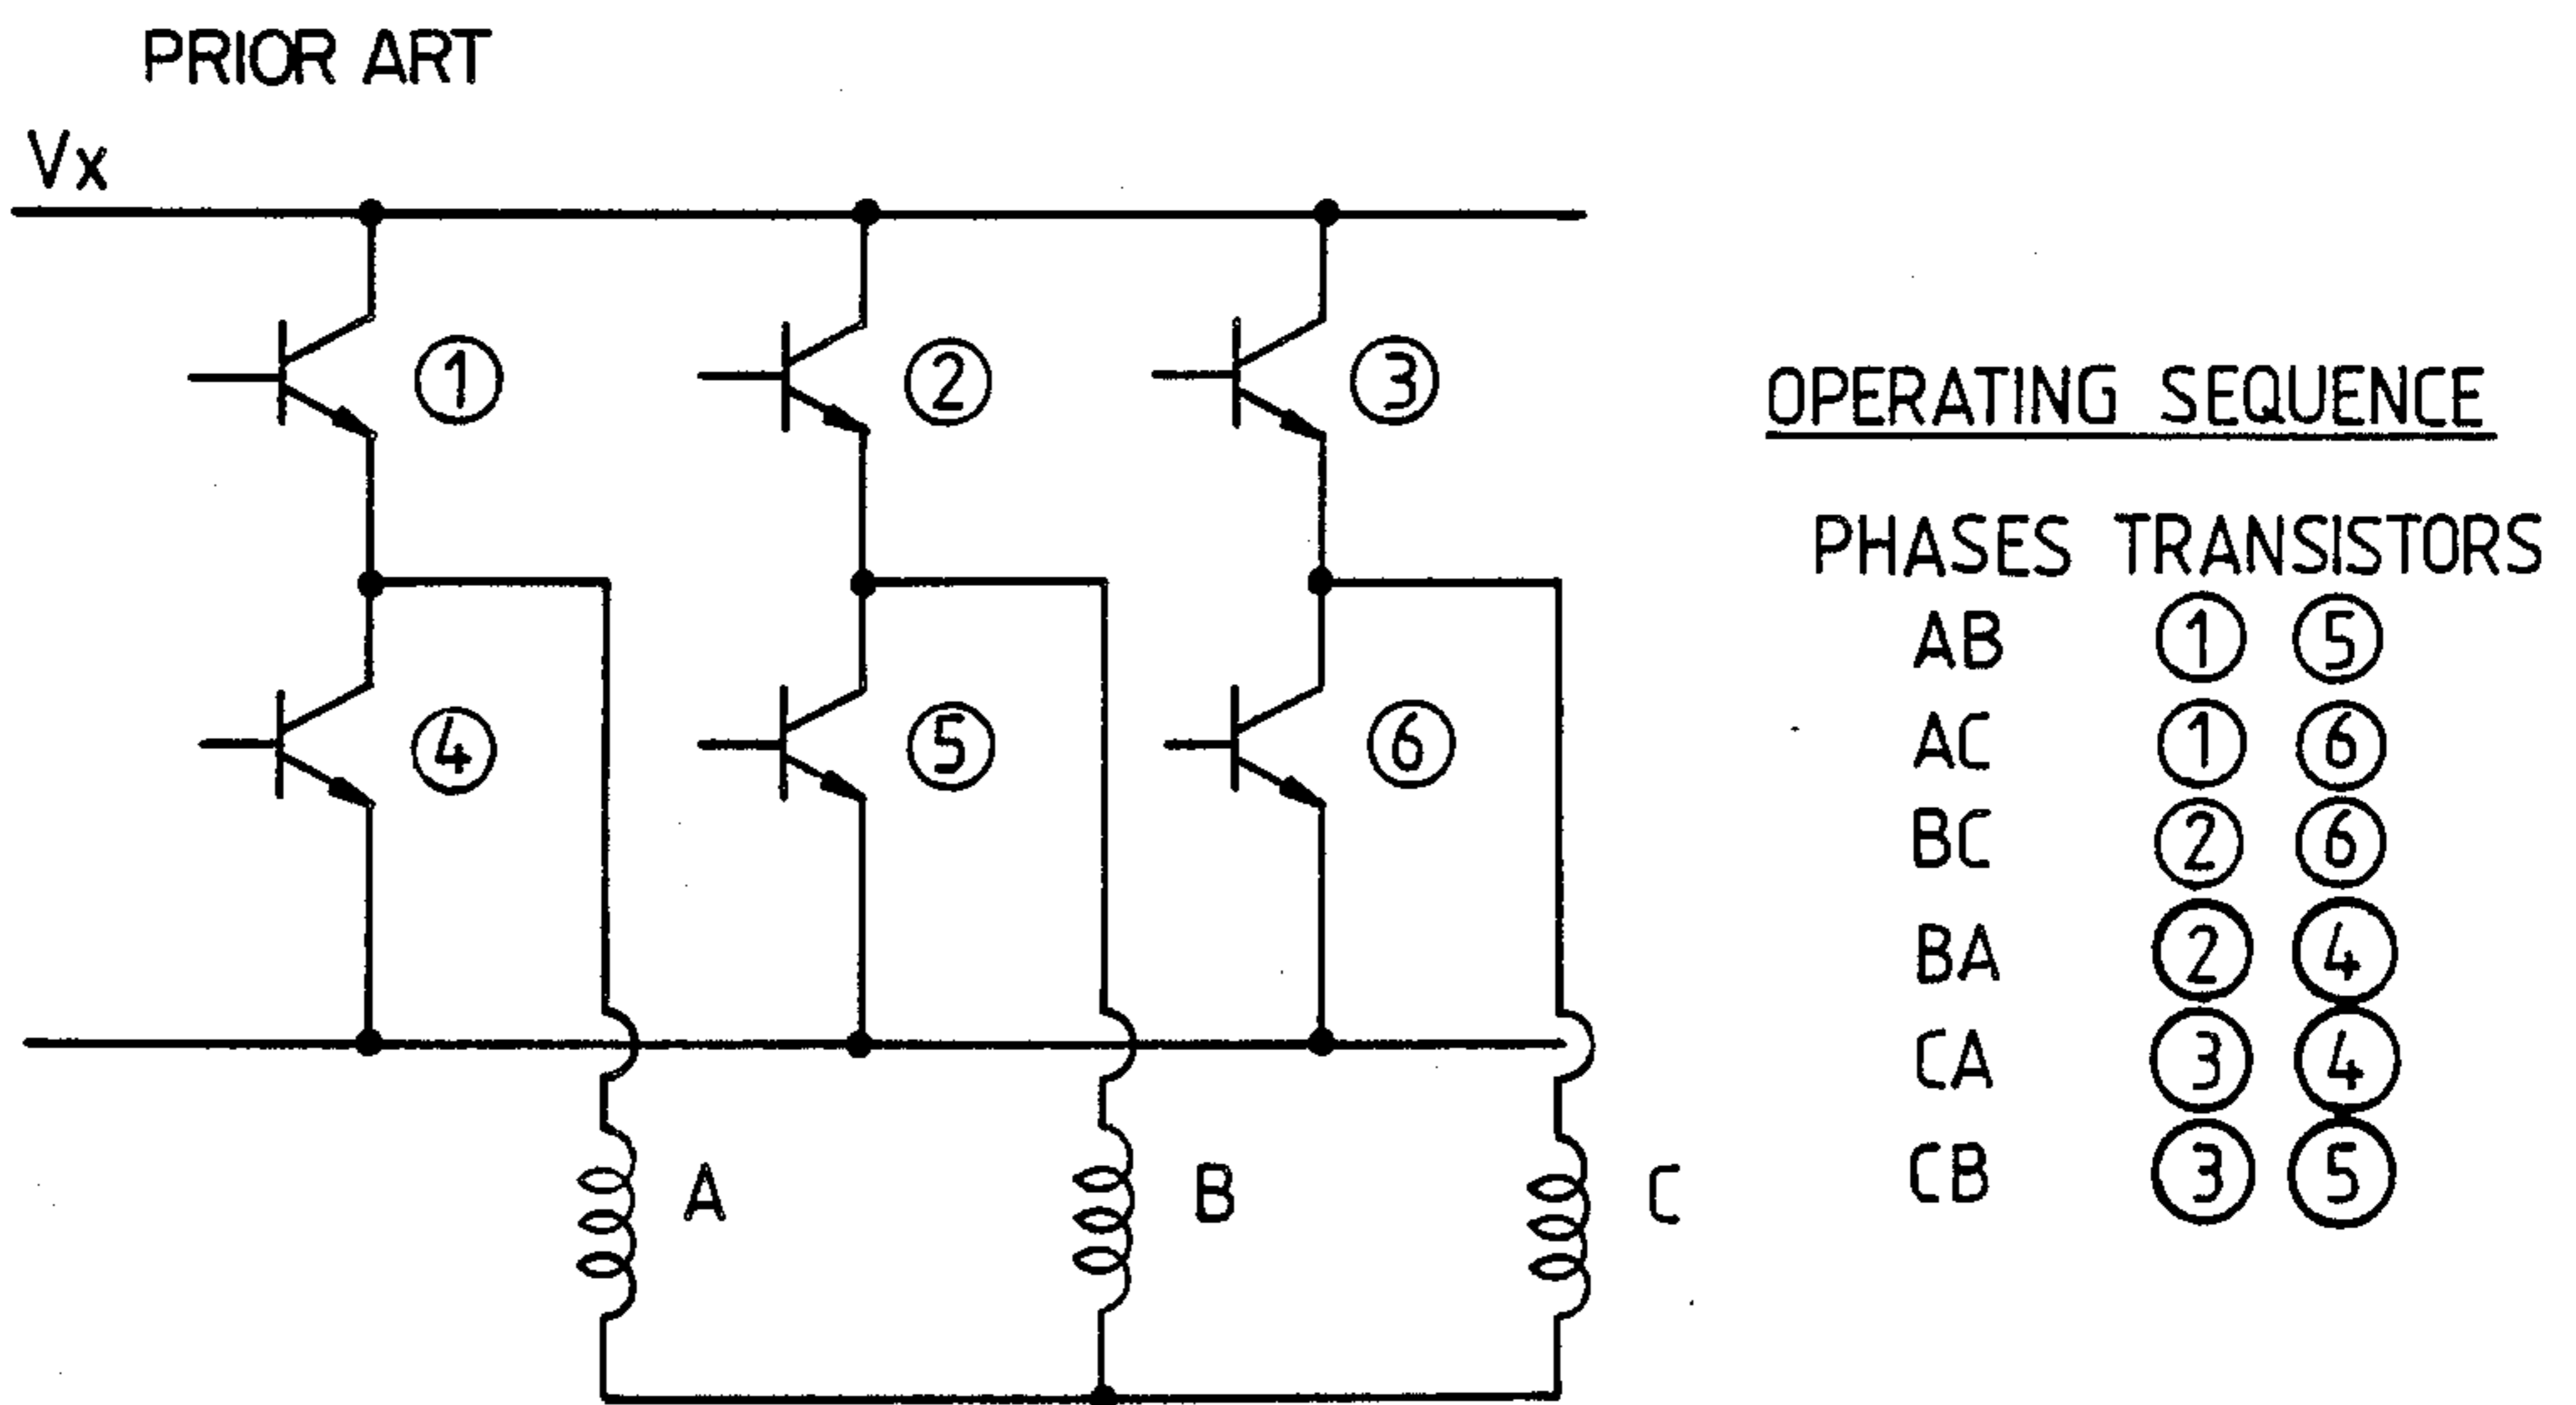 PRIOR ART
Vx
① ② ③
④ ⑤ ⑥
A B C
OPERATING SEQUENCE
PHASES TRANSISTORS
AB ① ⑤
AC ① ⑥
BC ② ⑥
BA ② ④
CA ③ ④
CB ③ ⑤